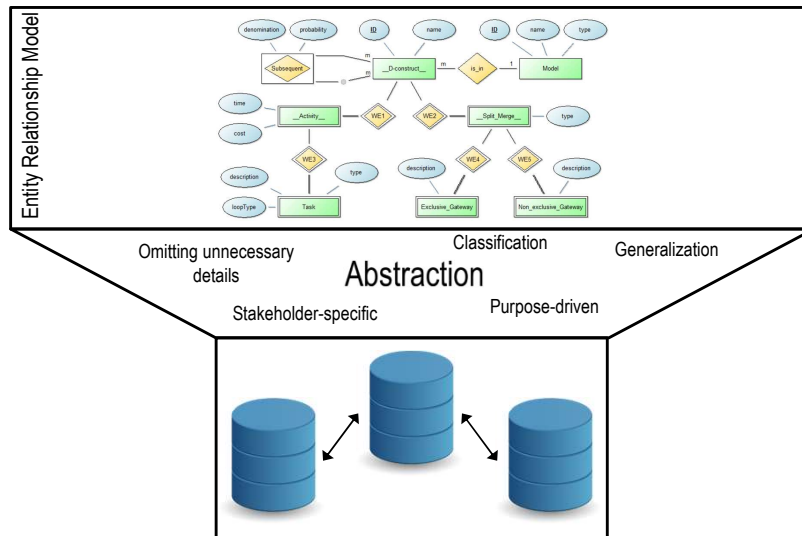 Entity Relationship Model
denomination
probability
ID
name
ID
name
type
Subsequent
m
m
__D-construct__
m
is_in
1
Model
time
cost
__Activity__
WE1
WE2
__Split_Merge__
type
WE3
WE4
WE5
description
type
description
description
loopType
Task
Exclusive_Gateway
Non_exclusive_Gateway
Omitting unnecessary
details
Classification
Generalization
Abstraction
Stakeholder-specific
Purpose-driven